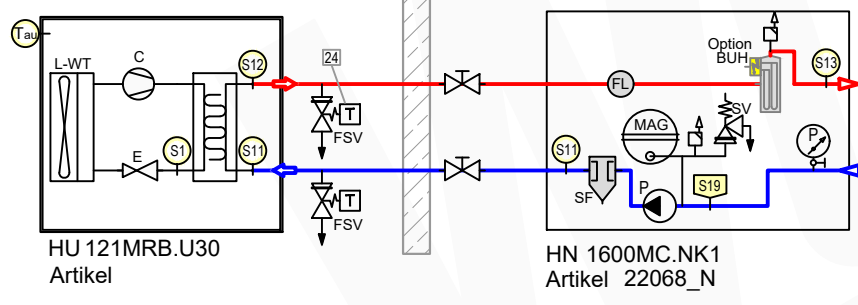 Tau
L-WT
C
S12
24
T
FSV
E
S1
S11
T
FSV
HU 121MRB.U30
Artikel
Option
BUH
S13
FL
MAG
SV
P
S11
SF
P
S19
HN 1600MC.NK1
Artikel 22068_N